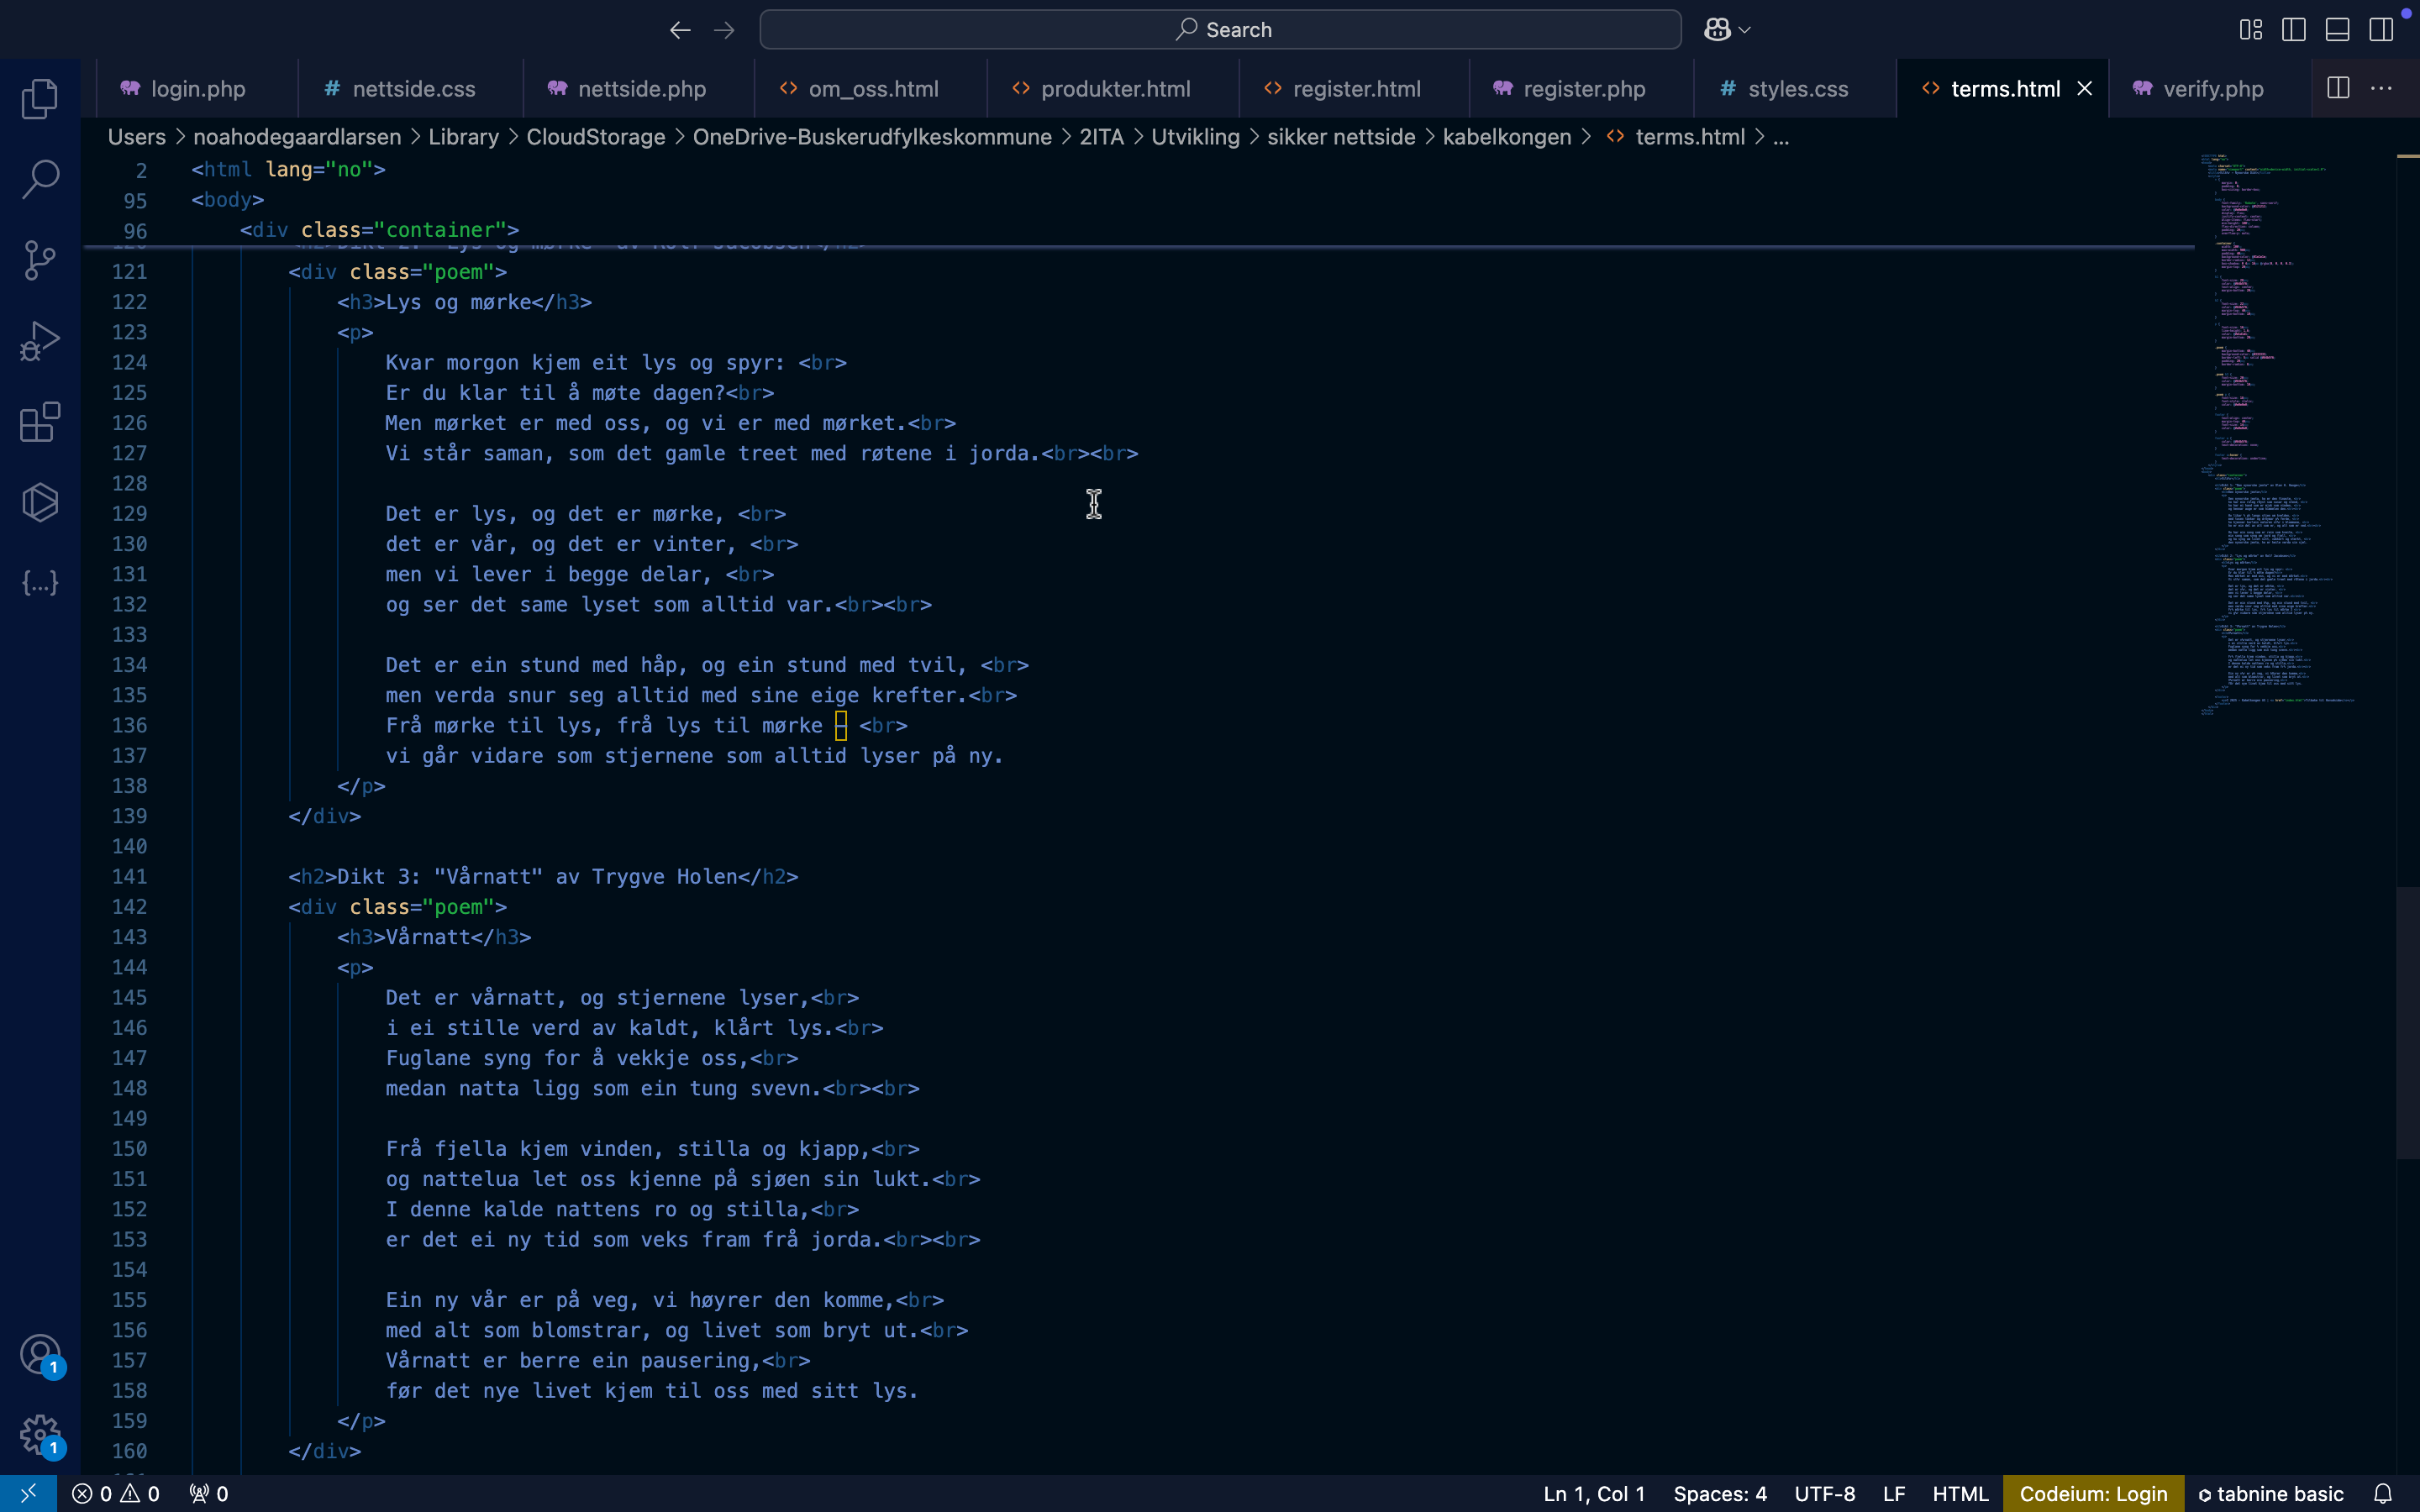 Search
login.php
nettside.css
nettside.php
om_oss.html
produkter.html
register.html
register.php
styles.css
terms.html
verify.php
Users > noahodegaardlarsen > Library > CloudStorage > OneDrive-Buskerudfylkeskommune > 2ITA > Utvikling > sikker nettside > kabelkongen > terms.html > ...
2 <html lang="no">
95 <body>
96 <div class="container">
121 <div class="poem">
122 <h3>Lys og mørke</h3>
123 <p>
124 Kvar morgon kjem eit lys og spyr: <br>
125 Er du klar til å møte dagen?<br>
126 Men mørket er med oss, og vi er med mørket.<br>
127 Vi står saman, som det gamle treet med røtene i jorda.<br><br>
128
129 Det er lys, og det er mørke, <br>
130 det er vår, og det er vinter, <br>
131 men vi lever i begge delar, <br>
132 og ser det same lyset som alltid var.<br><br>
133
134 Det er ein stund med håp, og ein stund med tvil, <br>
135 men verda snur seg alltid med sine eige krefter.<br>
136 Frå mørke til lys, frå lys til mørke – <br>
137 vi går vidare som stjernene som alltid lyser på ny.
138 </p>
139 </div>
140
141 <h2>Dikt 3: "Vårnatt" av Trygve Holen</h2>
142 <div class="poem">
143 <h3>Vårnatt</h3>
144 <p>
145 Det er vårnatt, og stjernene lyser,<br>
146 i ei stille verd av kaldt, klårt lys.<br>
147 Fuglane syng for å vekkje oss,<br>
148 medan natta ligg som ein tung svevn.<br><br>
149
150 Frå fjella kjem vinden, stilla og kjapp,<br>
151 og nattelua let oss kjenne på sjøen sin lukt.<br>
152 I denne kalde nattens ro og stilla,<br>
153 er det ei ny tid som veks fram frå jorda.<br><br>
154
155 Ein ny vår er på veg, vi høyrer den komme,<br>
156 med alt som blomstrar, og livet som bryt ut.<br>
157 Vårnatt er berre ein pausering,<br>
158 før det nye livet kjem til oss med sitt lys.
159 </p>
160 </div>
1
1
0 0 0
Ln 1, Col 1
Spaces: 4
UTF-8
LF
HTML
Codeium: Login
tabnine basic